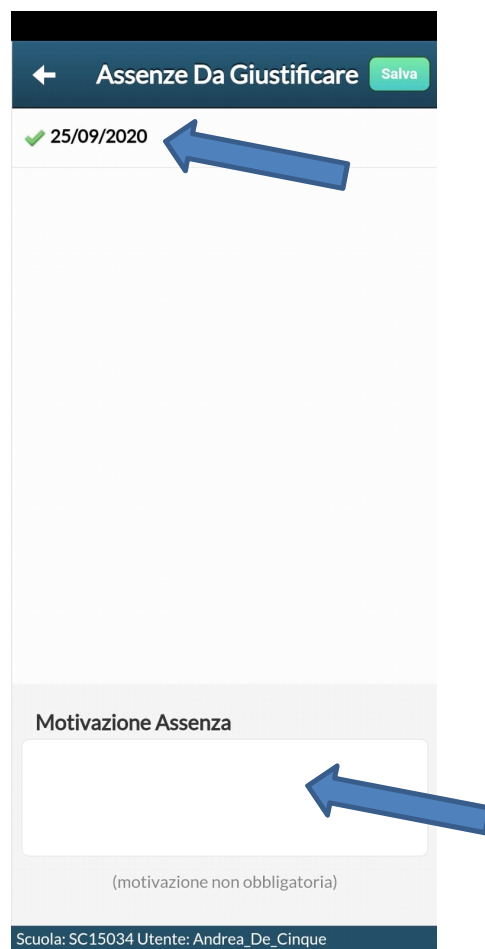 Assenze Da Giustificare Salva
25/09/2020
Motivazione Assenza
(motivazione non obbligatoria)
Scuola: SC15034 Utente: Andrea_De_Cinque